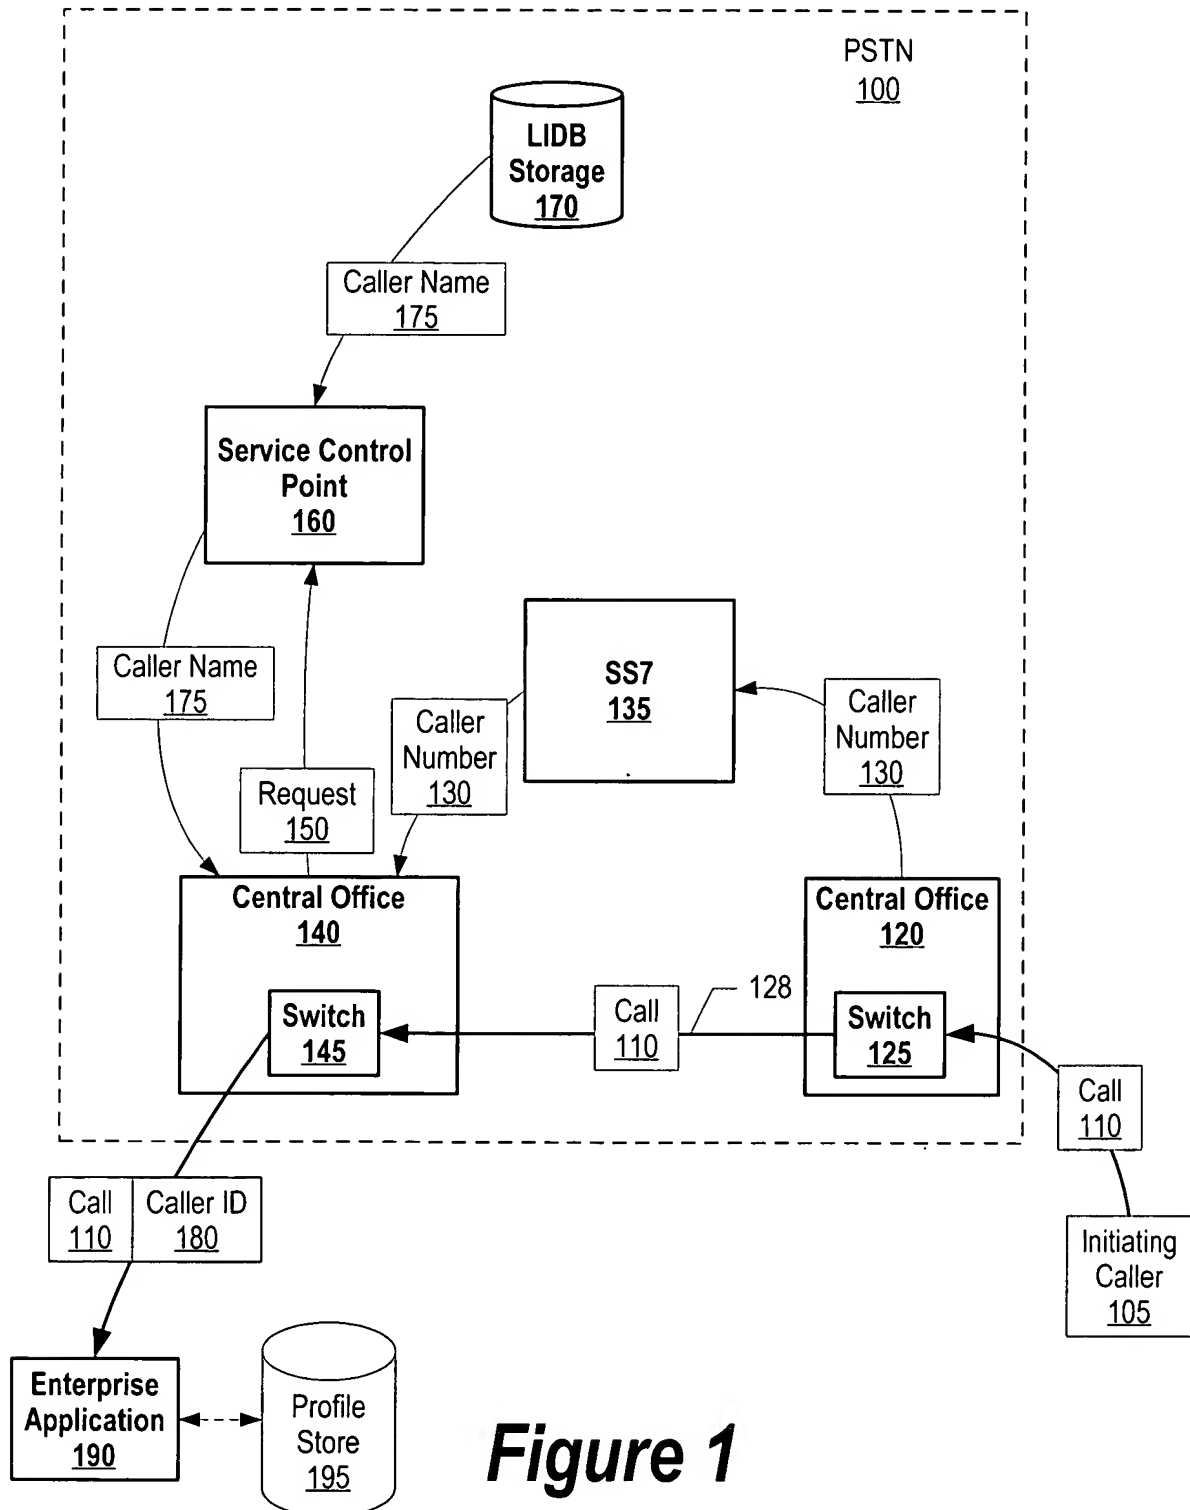 PSTN
100
LIDB
Storage
170
Caller Name
175
Service Control
Point
160
Caller Name
175
Request
150
Caller
Number
130
SS7
135
Caller
Number
130
Central Office
140
Switch
145
Call
110
128
Central Office
120
Switch
125
Call
110
Initiating
Caller
105
Call
110
Caller ID
180
Enterprise
Application
190
Profile
Store
195
Figure 1